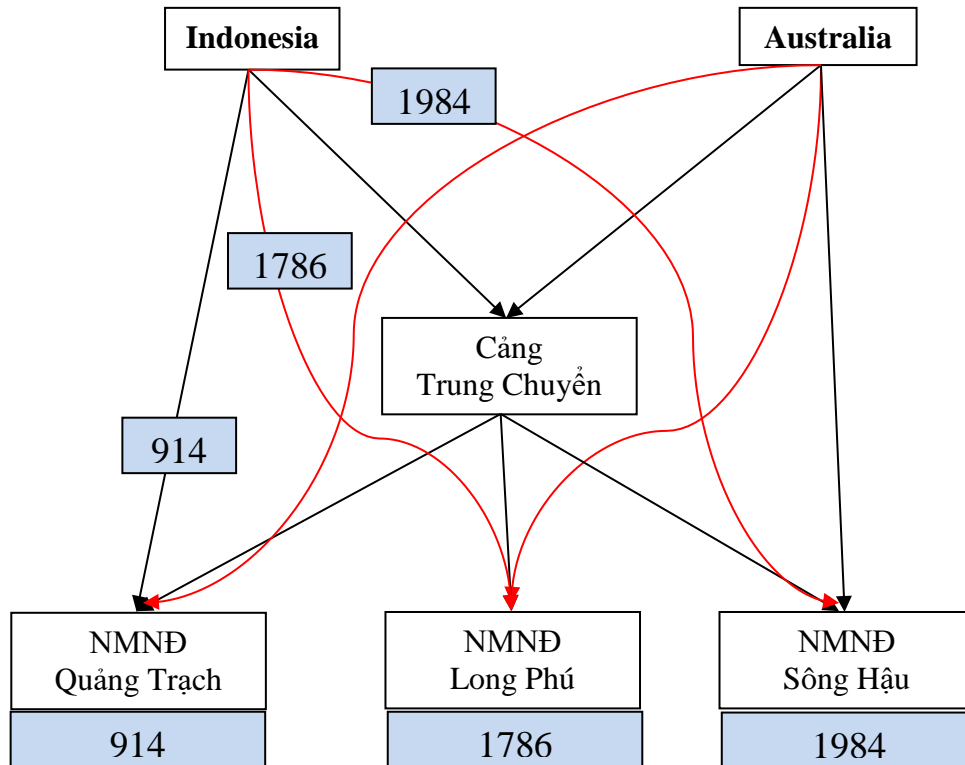 Indonesia
Australia
1984
1786
Cảng
Trung Chuyển
914
NMNĐ
Quảng Trạch
NMNĐ
Long Phú
NMNĐ
Sông Hậu
914
1786
1984